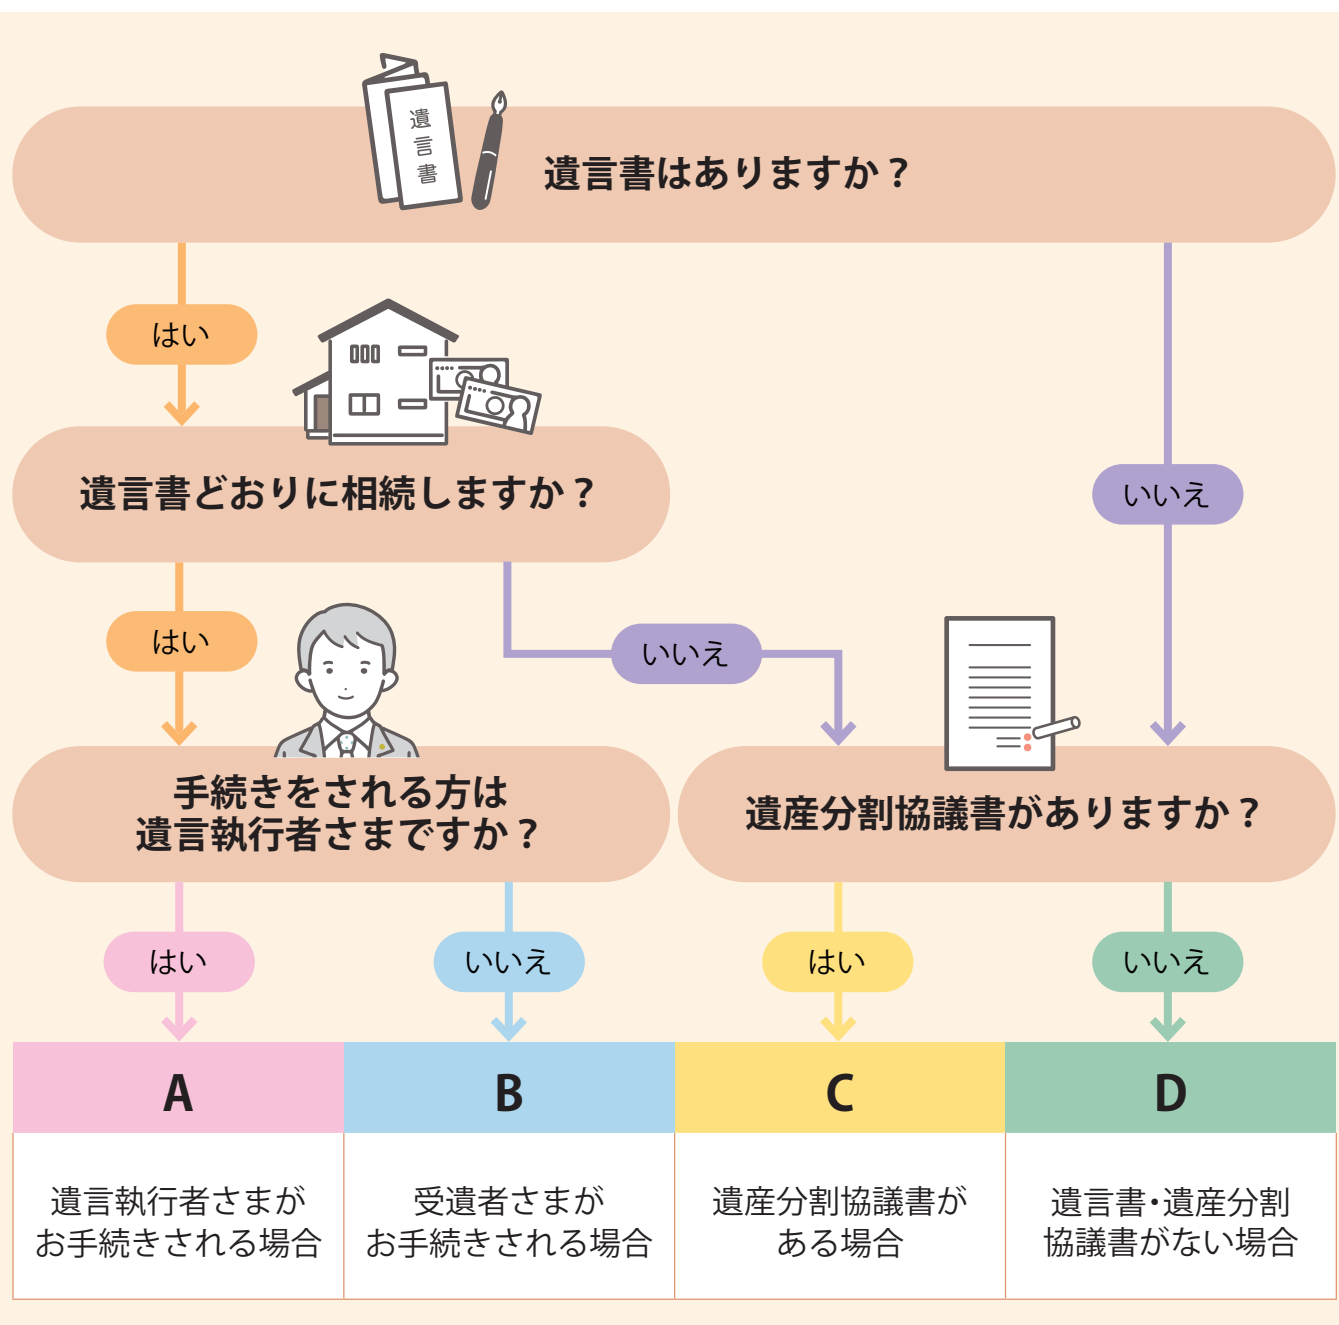 遺言書
遺言書はありますか？
はい
いいえ
遺言書どおりに相続しますか？
はい
いいえ
手続きをされる方は
遺言執行者さまですか？
遺産分割協議書がありますか？
はい
いいえ
はい
いいえ
A
B
C
D
遺言執行者さまが
お手続きされる場合
受遺者さまが
お手続きされる場合
遺産分割協議書が
ある場合
遺言書・遺産分割
協議書がない場合